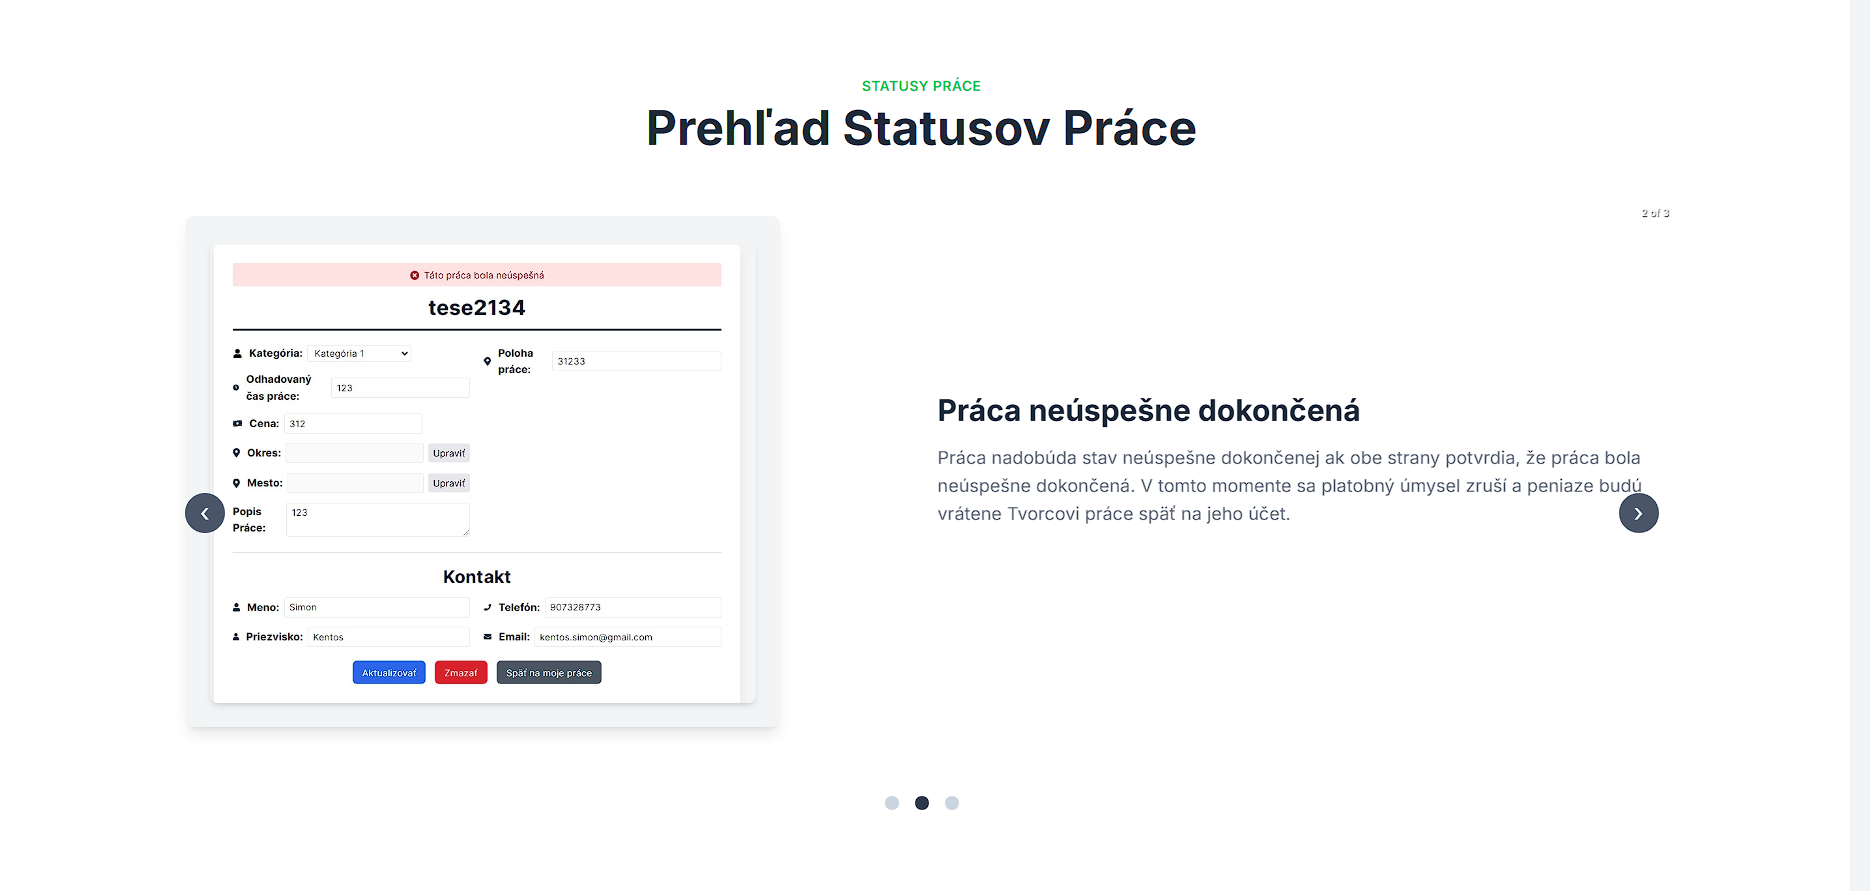 STATUSY PRÁCE
Prehľad Statusov Práce
2 of 3
Táto práca bola neúspešná
tese2134
Kategória: Kategória 1
Poloha práce: 31233
Odhadovaný čas práce: 123
Cena: 312
Okres: Upraviť
Mesto: Upraviť
Popis Práce: 123
Kontakt
Meno: Simon
Telefón: 907328773
Priezvisko: Kentos
Email: kentos.simon@gmail.com
Aktualizovať Zmazať Späť na moje práce
Práca neúspešne dokončená
Práca nadobúda stav neúspešne dokončenej ak obe strany potvrdia, že práca bola
neúspešne dokončená. V tomto momente sa platobný úmysel zruší a peniaze budú
vrátene Tvorcovi práce späť na jeho účet.